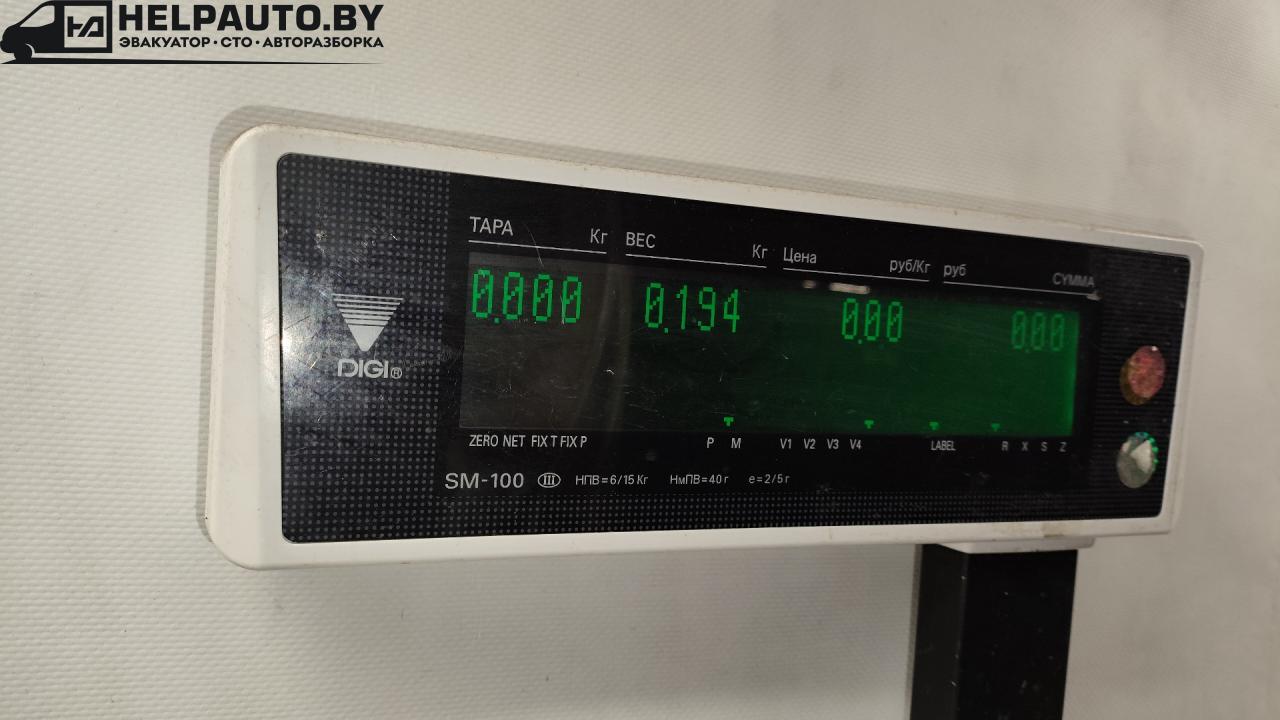 HELPAUTO.BY
ЭВАКУАТОР·СТО·АВТОРАЗБОРКА
ТАРА Кг ВЕС Кг Цена руб/Кг руб СУММА
0.000 0.194 0.00 0.00
DIGI®
ZERO NET FIX T FIX P P M V1 V2 V3 V4 LABEL R X S Z
SM-100 III НПВ=6/15 Кг НмПВ=40 г e=2/5 г